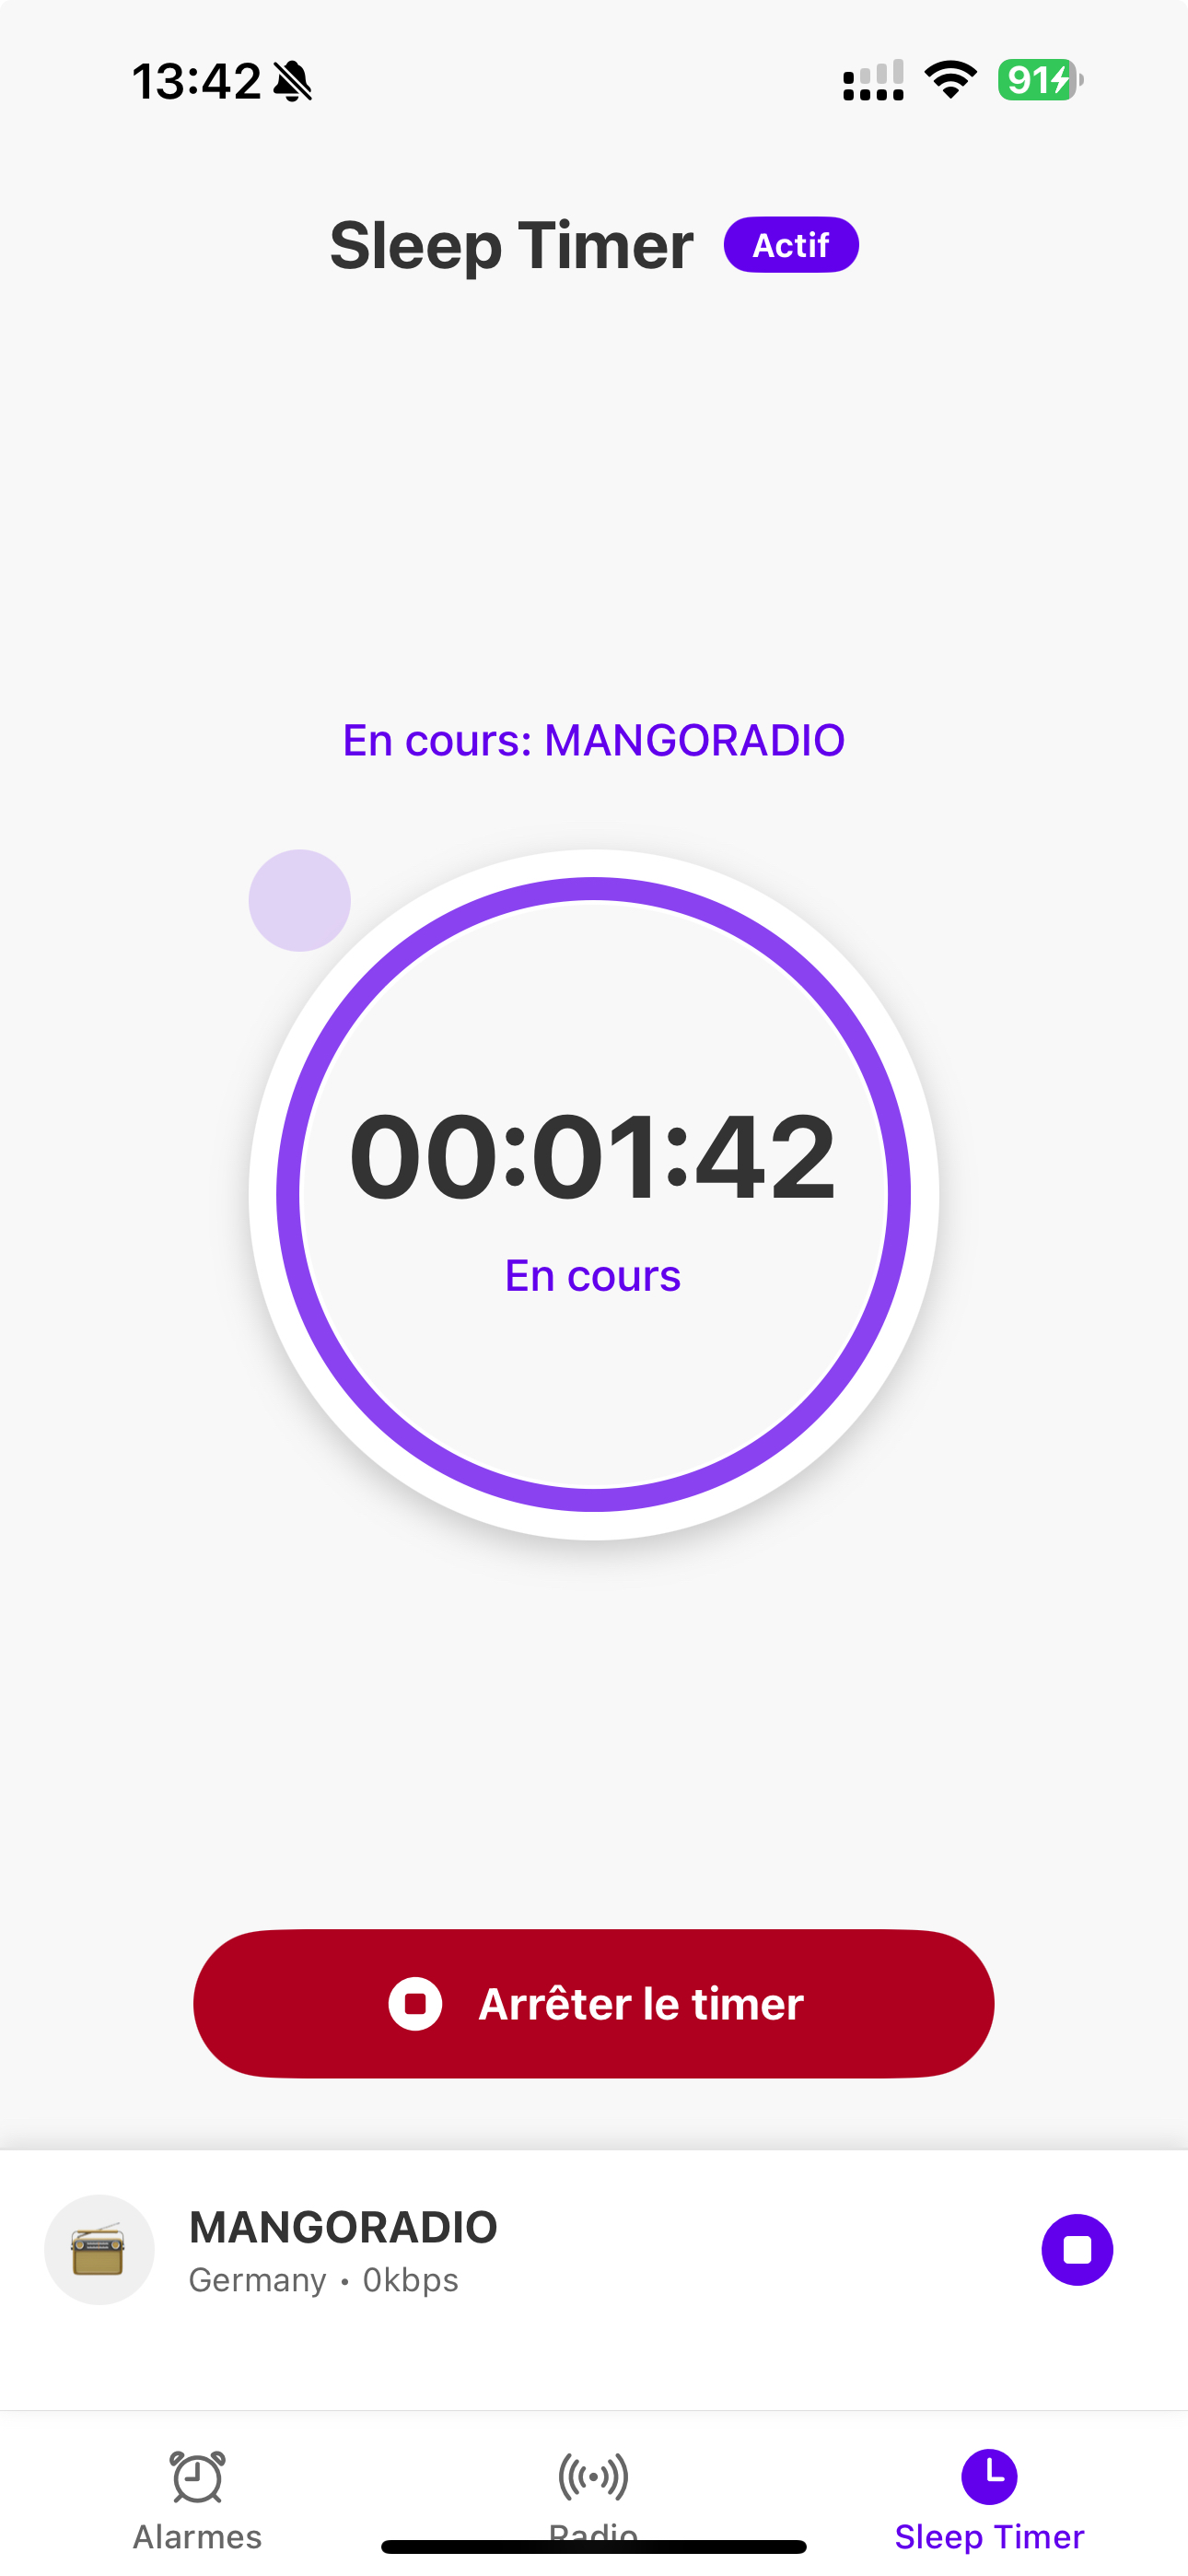 13:42
91
Sleep Timer Actif
En cours: MANGORADIO
00:01:42
En cours
Arrêter le timer
MANGORADIO
Germany • 0kbps
Alarmes Radio Sleep Timer